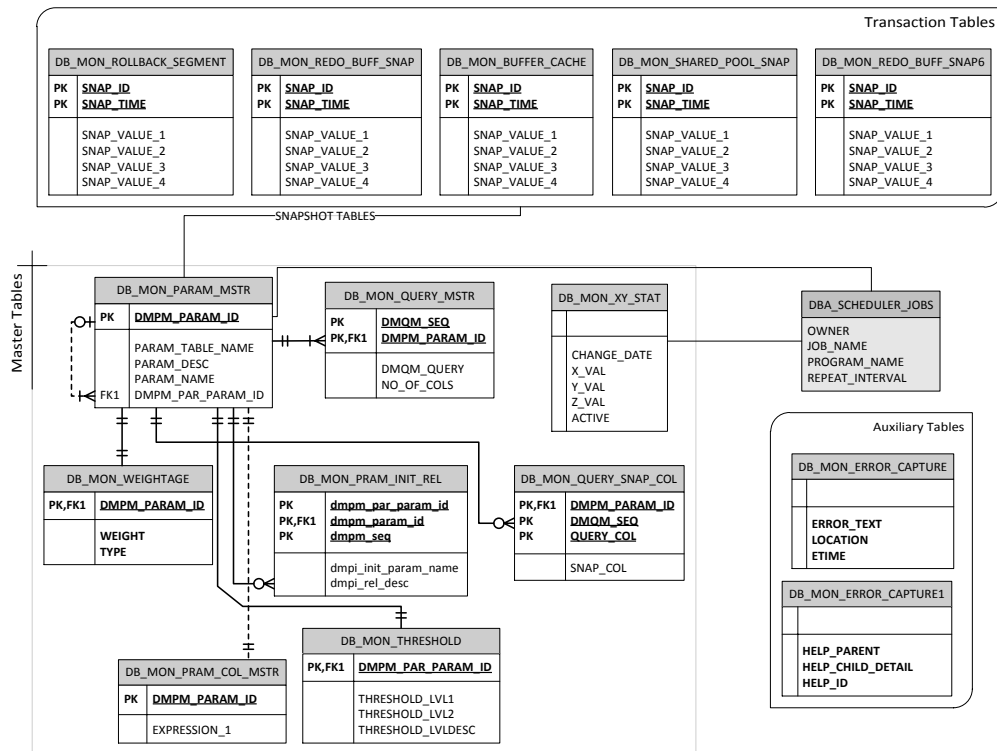 Transaction Tables
DB_MON_ROLLBACK_SEGMENT
PK SNAP_ID
PK SNAP_TIME
SNAP_VALUE_1
SNAP_VALUE_2
SNAP_VALUE_3
SNAP_VALUE_4
DB_MON_REDO_BUFF_SNAP
PK SNAP_ID
PK SNAP_TIME
SNAP_VALUE_1
SNAP_VALUE_2
SNAP_VALUE_3
SNAP_VALUE_4
DB_MON_BUFFER_CACHE
PK SNAP_ID
PK SNAP_TIME
SNAP_VALUE_1
SNAP_VALUE_2
SNAP_VALUE_3
SNAP_VALUE_4
DB_MON_SHARED_POOL_SNAP
PK SNAP_ID
PK SNAP_TIME
SNAP_VALUE_1
SNAP_VALUE_2
SNAP_VALUE_3
SNAP_VALUE_4
DB_MON_REDO_BUFF_SNAP6
PK SNAP_ID
PK SNAP_TIME
SNAP_VALUE_1
SNAP_VALUE_2
SNAP_VALUE_3
SNAP_VALUE_4
SNAPSHOT TABLES
Master Tables
DB_MON_PARAM_MSTR
PK DMPM_PARAM_ID
PARAM_TABLE_NAME
PARAM_DESC
PARAM_NAME
FK1 DMPM_PAR_PARAM_ID
DB_MON_QUERY_MSTR
PK DMQM_SEQ
PK,FK1 DMPM_PARAM_ID
DMQM_QUERY
NO_OF_COLS
DB_MON_XY_STAT
CHANGE_DATE
X_VAL
Y_VAL
Z_VAL
ACTIVE
DBA_SCHEDULER_JOBS
OWNER
JOB_NAME
PROGRAM_NAME
REPEAT_INTERVAL
DB_MON_WEIGHTAGE
PK,FK1 DMPM_PARAM_ID
WEIGHT
TYPE
DB_MON_PRAM_INIT_REL
PK dmpm_par_param_id
PK,FK1 dmpm_param_id
PK dmpm_seq
dmpi_init_param_name
dmpi_rel_desc
DB_MON_QUERY_SNAP_COL
PK,FK1 DMPM_PARAM_ID
PK DMQM_SEQ
PK QUERY_COL
SNAP_COL
Auxiliary Tables
DB_MON_ERROR_CAPTURE
ERROR_TEXT
LOCATION
ETIME
DB_MON_ERROR_CAPTURE1
HELP_PARENT
HELP_CHILD_DETAIL
HELP_ID
DB_MON_THRESHOLD
PK,FK1 DMPM_PAR_PARAM_ID
THRESHOLD_LVL1
THRESHOLD_LVL2
THRESHOLD_LVLDESC
DB_MON_PRAM_COL_MSTR
PK DMPM_PARAM_ID
EXPRESSION_1